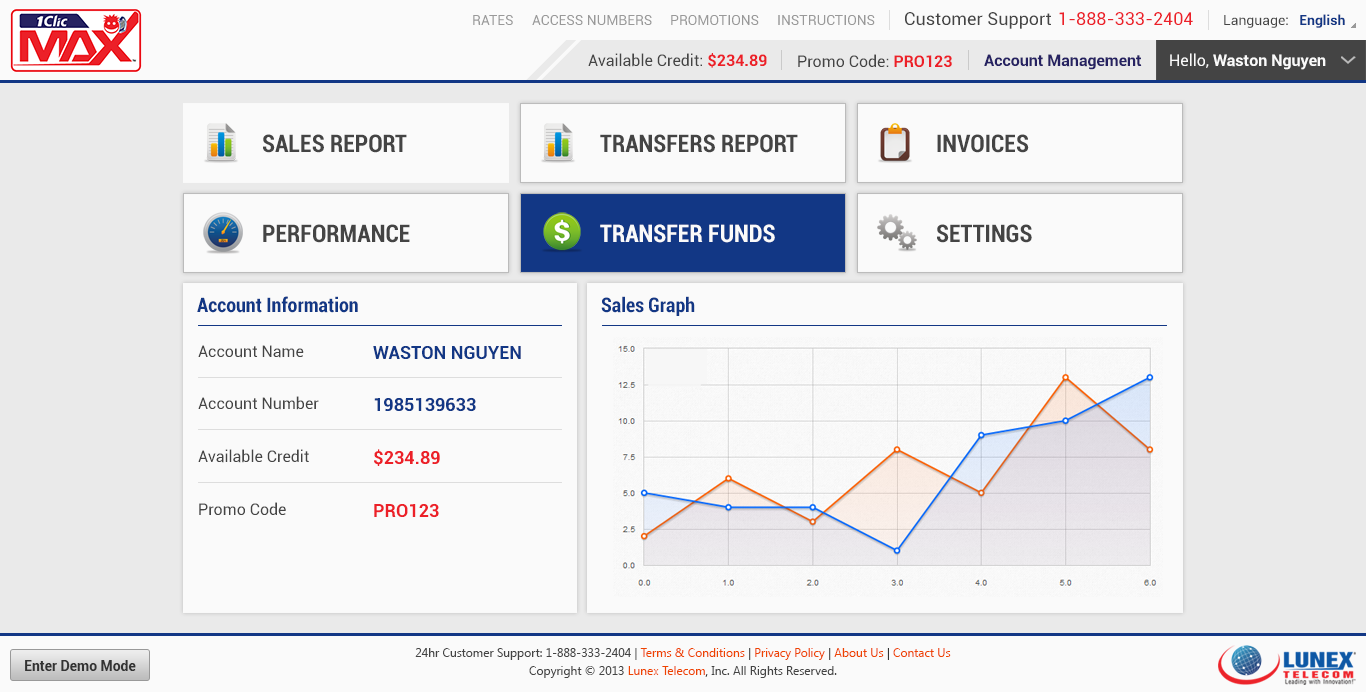 1Clic
MAX
RATES ACCESS NUMBERS PROMOTIONS INSTRUCTIONS Customer Support 1-888-333-2404 Language: English
Available Credit: $234.89 Promo Code: PRO123 Account Management Hello, Waston Nguyen
SALES REPORT TRANSFERS REPORT INVOICES
PERFORMANCE TRANSFER FUNDS SETTINGS
Account Information
Account Name WASTON NGUYEN
Account Number 1985139633
Available Credit $234.89
Promo Code PRO123
Sales Graph
15.0
12.5
10.0
7.5
5.0
2.5
0.0
0.0 1.0 2.0 3.0 4.0 5.0 6.0
Enter Demo Mode
24hr Customer Support: 1-888-333-2404 | Terms & Conditions | Privacy Policy | About Us | Contact Us
Copyright © 2013 Lunex Telecom, Inc. All Rights Reserved.
LUNEX
TELECOM
Leading with Innovation!